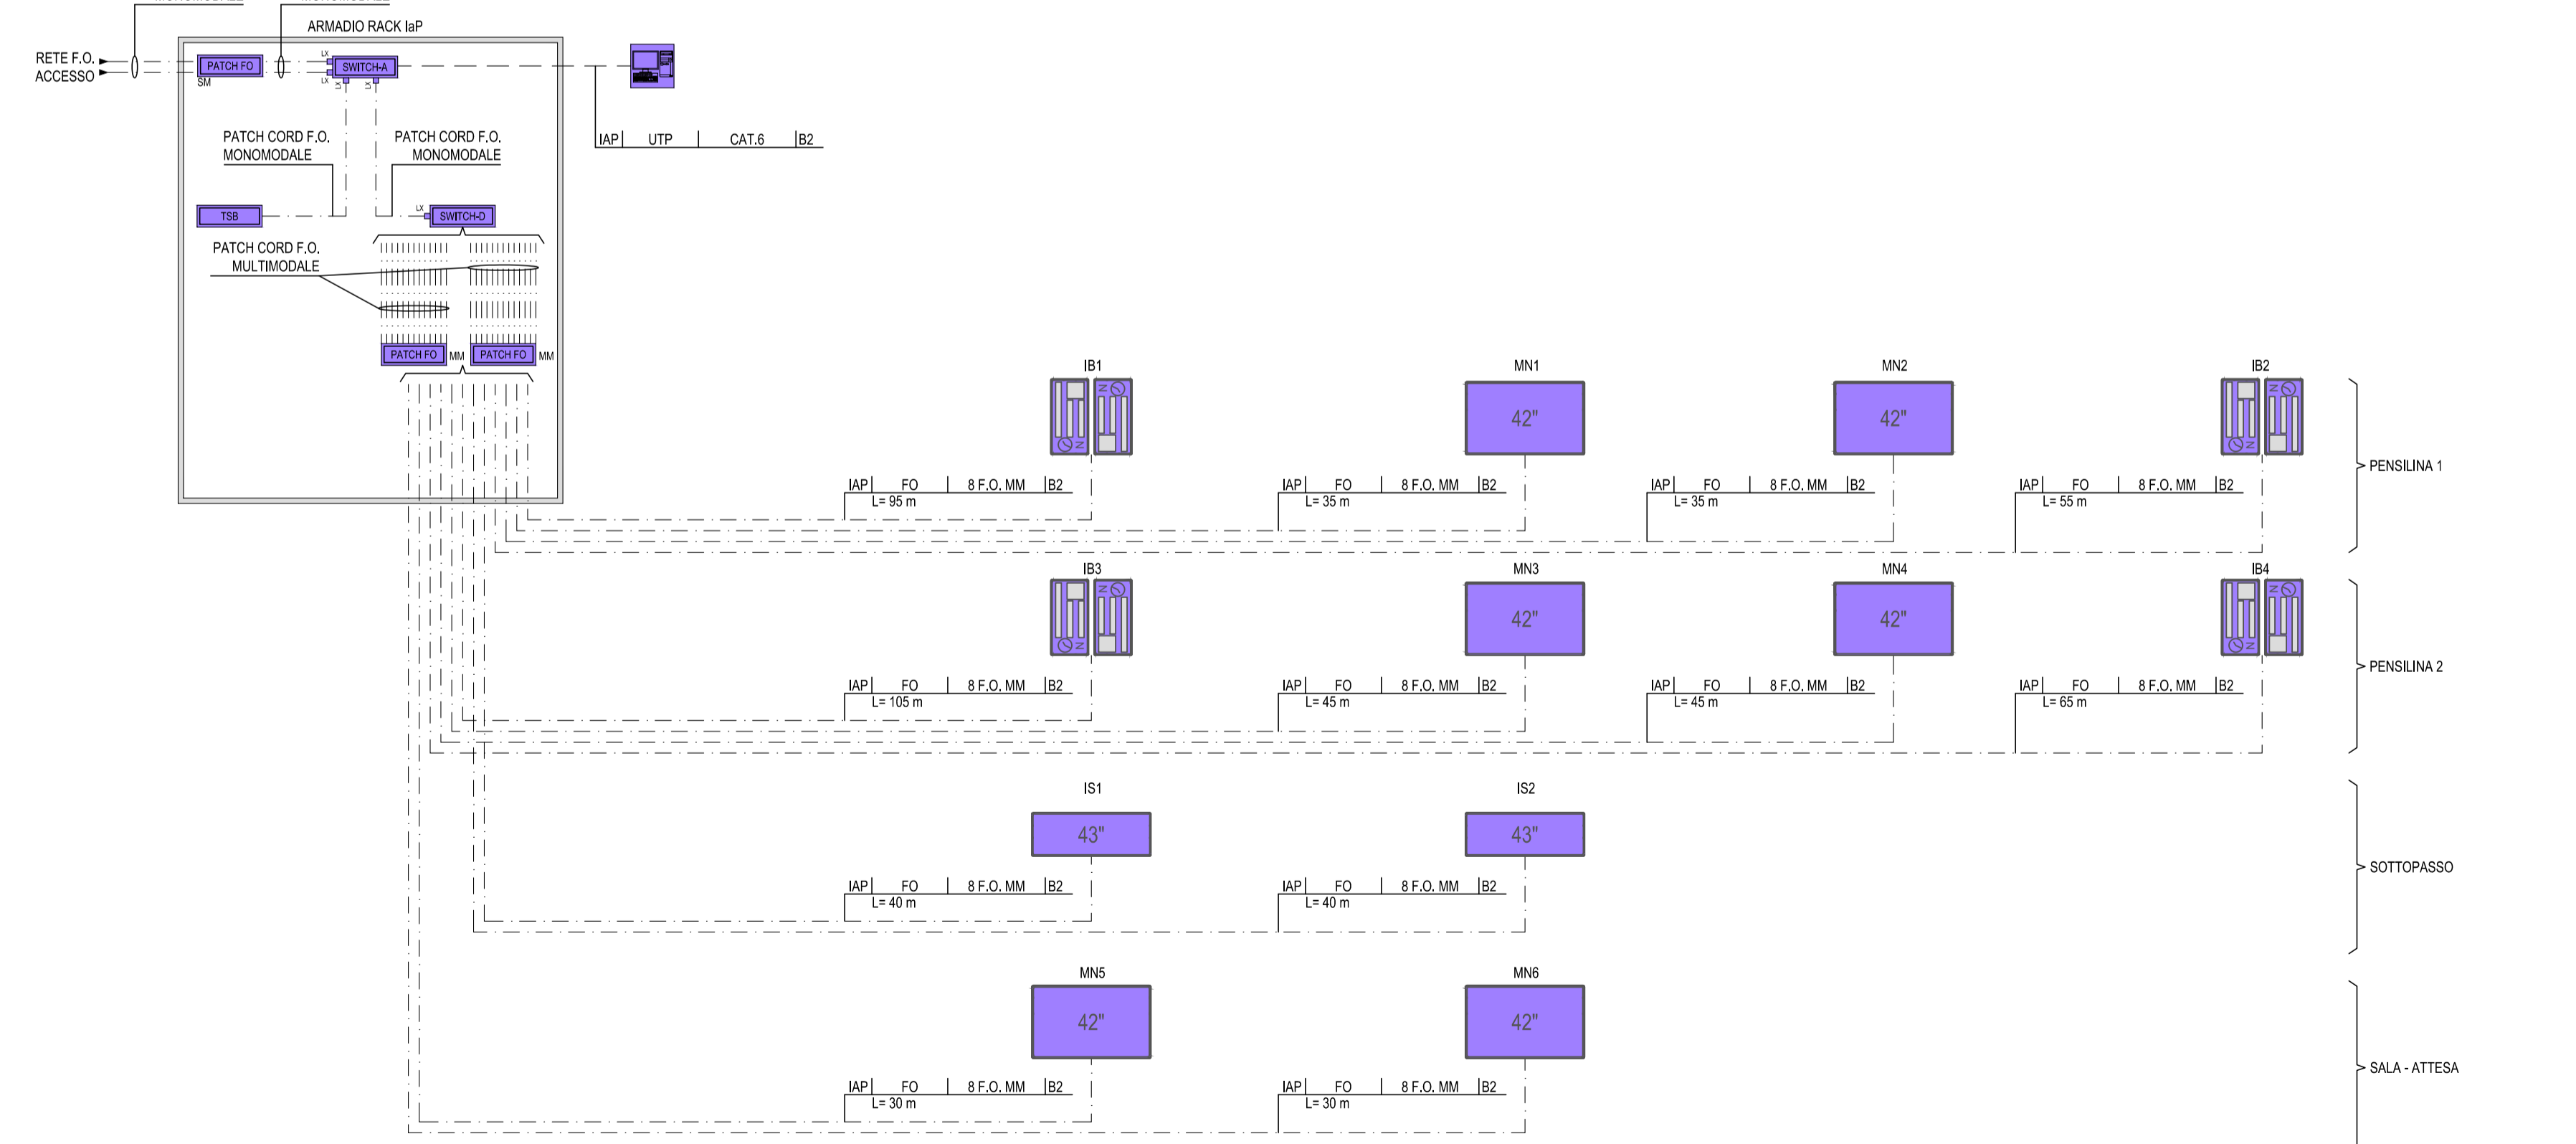 MONOMODALE
MONOMODALE
ARMADIO RACK IaP
RETE F.O.
ACCESSO
PATCH FO
SM
LX
LX
SWITCH-A
LX
LX
IAP UTP CAT.6 B2
PATCH CORD F.O.
MONOMODALE
PATCH CORD F.O.
MONOMODALE
TSB
LX
SWITCH-D
PATCH CORD F.O.
MULTIMODALE
PATCH FO
MM
PATCH FO
MM
IB1
MN1
MN2
IB2
N
N
42"
42"
N
N
PENSILINA 1
IAP FO 8 F.O. MM B2
L= 95 m
IAP FO 8 F.O. MM B2
L= 35 m
IAP FO 8 F.O. MM B2
L= 35 m
IAP FO 8 F.O. MM B2
L= 55 m
IB3
MN3
MN4
IB4
N
N
42"
42"
N
N
PENSILINA 2
IAP FO 8 F.O. MM B2
L= 105 m
IAP FO 8 F.O. MM B2
L= 45 m
IAP FO 8 F.O. MM B2
L= 45 m
IAP FO 8 F.O. MM B2
L= 65 m
IS1
IS2
43"
43"
SOTTOPASSO
IAP FO 8 F.O. MM B2
L= 40 m
IAP FO 8 F.O. MM B2
L= 40 m
MN5
MN6
42"
42"
SALA - ATTESA
IAP FO 8 F.O. MM B2
L= 30 m
IAP FO 8 F.O. MM B2
L= 30 m